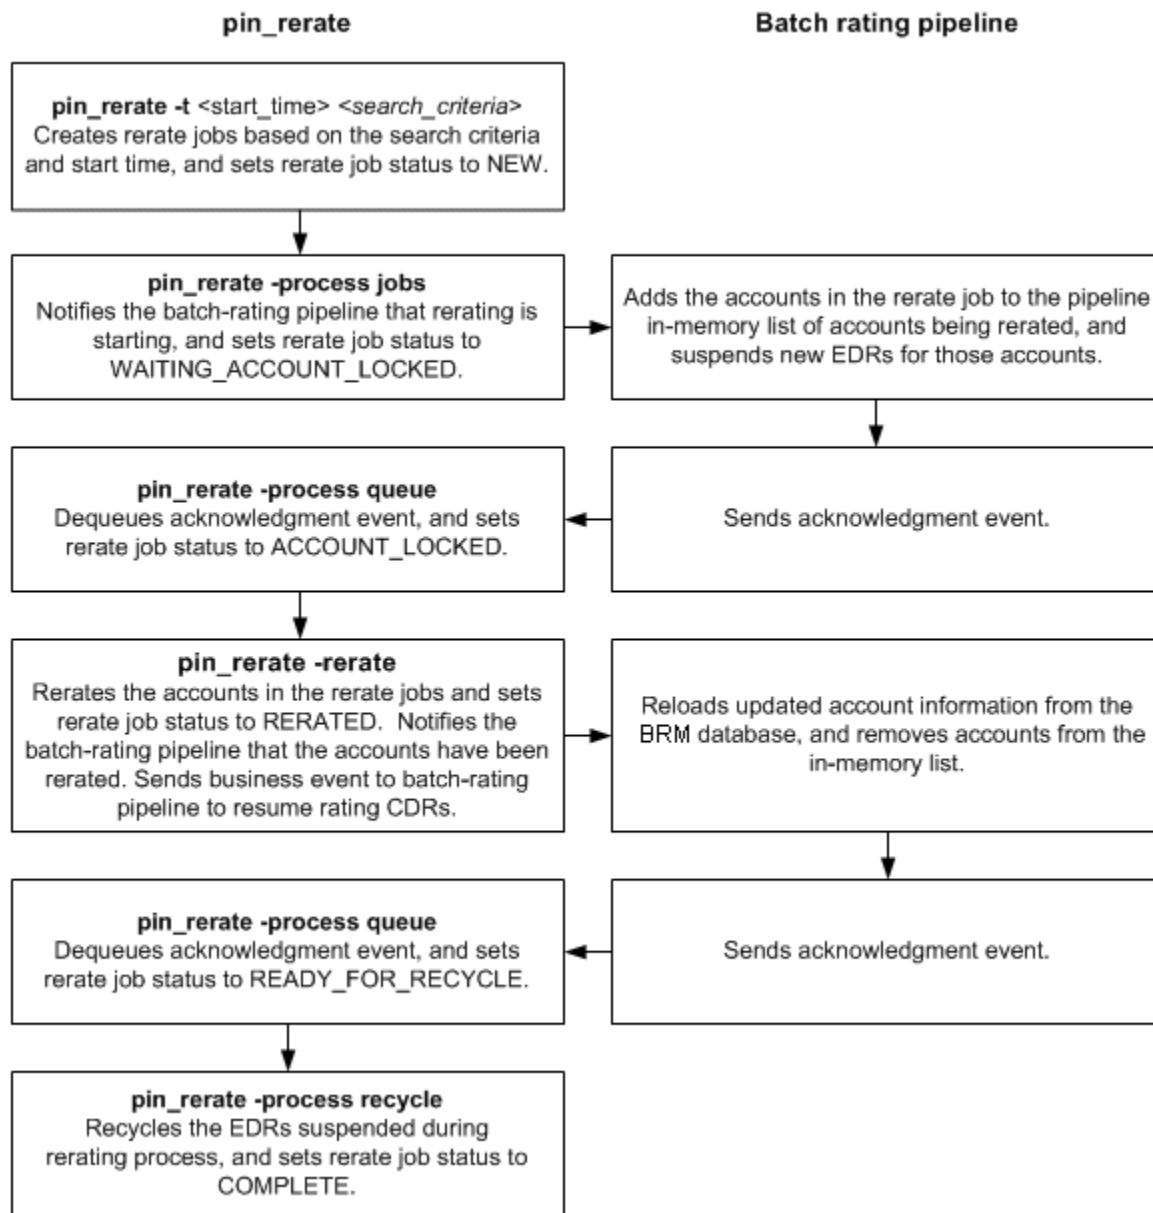 pin_rerate
Batch rating pipeline
pin_rerate -t <start_time> <search_criteria>
Creates rerate jobs based on the search criteria
and start time, and sets rerate job status to NEW.
pin_rerate -process jobs
Notifies the batch-rating pipeline that rerating is
starting, and sets rerate job status to
WAITING_ACCOUNT_LOCKED.
Adds the accounts in the rerate job to the pipeline
in-memory list of accounts being rerated, and
suspends new EDRs for those accounts.
pin_rerate -process queue
Dequeues acknowledgment event, and sets
rerate job status to ACCOUNT_LOCKED.
Sends acknowledgment event.
pin_rerate -rerate
Rerates the accounts in the rerate jobs and sets
rerate job status to RERATED.  Notifies the
batch-rating pipeline that the accounts have been
rerated. Sends business event to batch-rating
pipeline to resume rating CDRs.
Reloads updated account information from the
BRM database, and removes accounts from the
in-memory list.
pin_rerate -process queue
Dequeues acknowledgment event, and sets
rerate job status to READY_FOR_RECYCLE.
Sends acknowledgment event.
pin_rerate -process recycle
Recycles the EDRs suspended during
rerating process, and sets rerate job status to
COMPLETE.